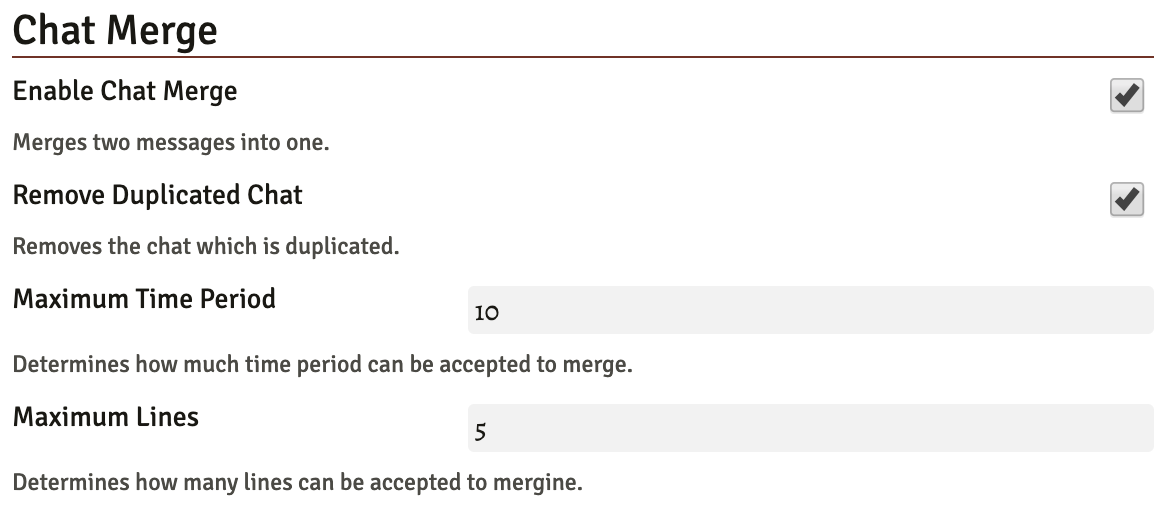 Chat Merge
Enable Chat Merge
Merges two messages into one.
Remove Duplicated Chat
Removes the chat which is duplicated.
Maximum Time Period
10
Determines how much time period can be accepted to merge.
Maximum Lines
5
Determines how many lines can be accepted to mergine.